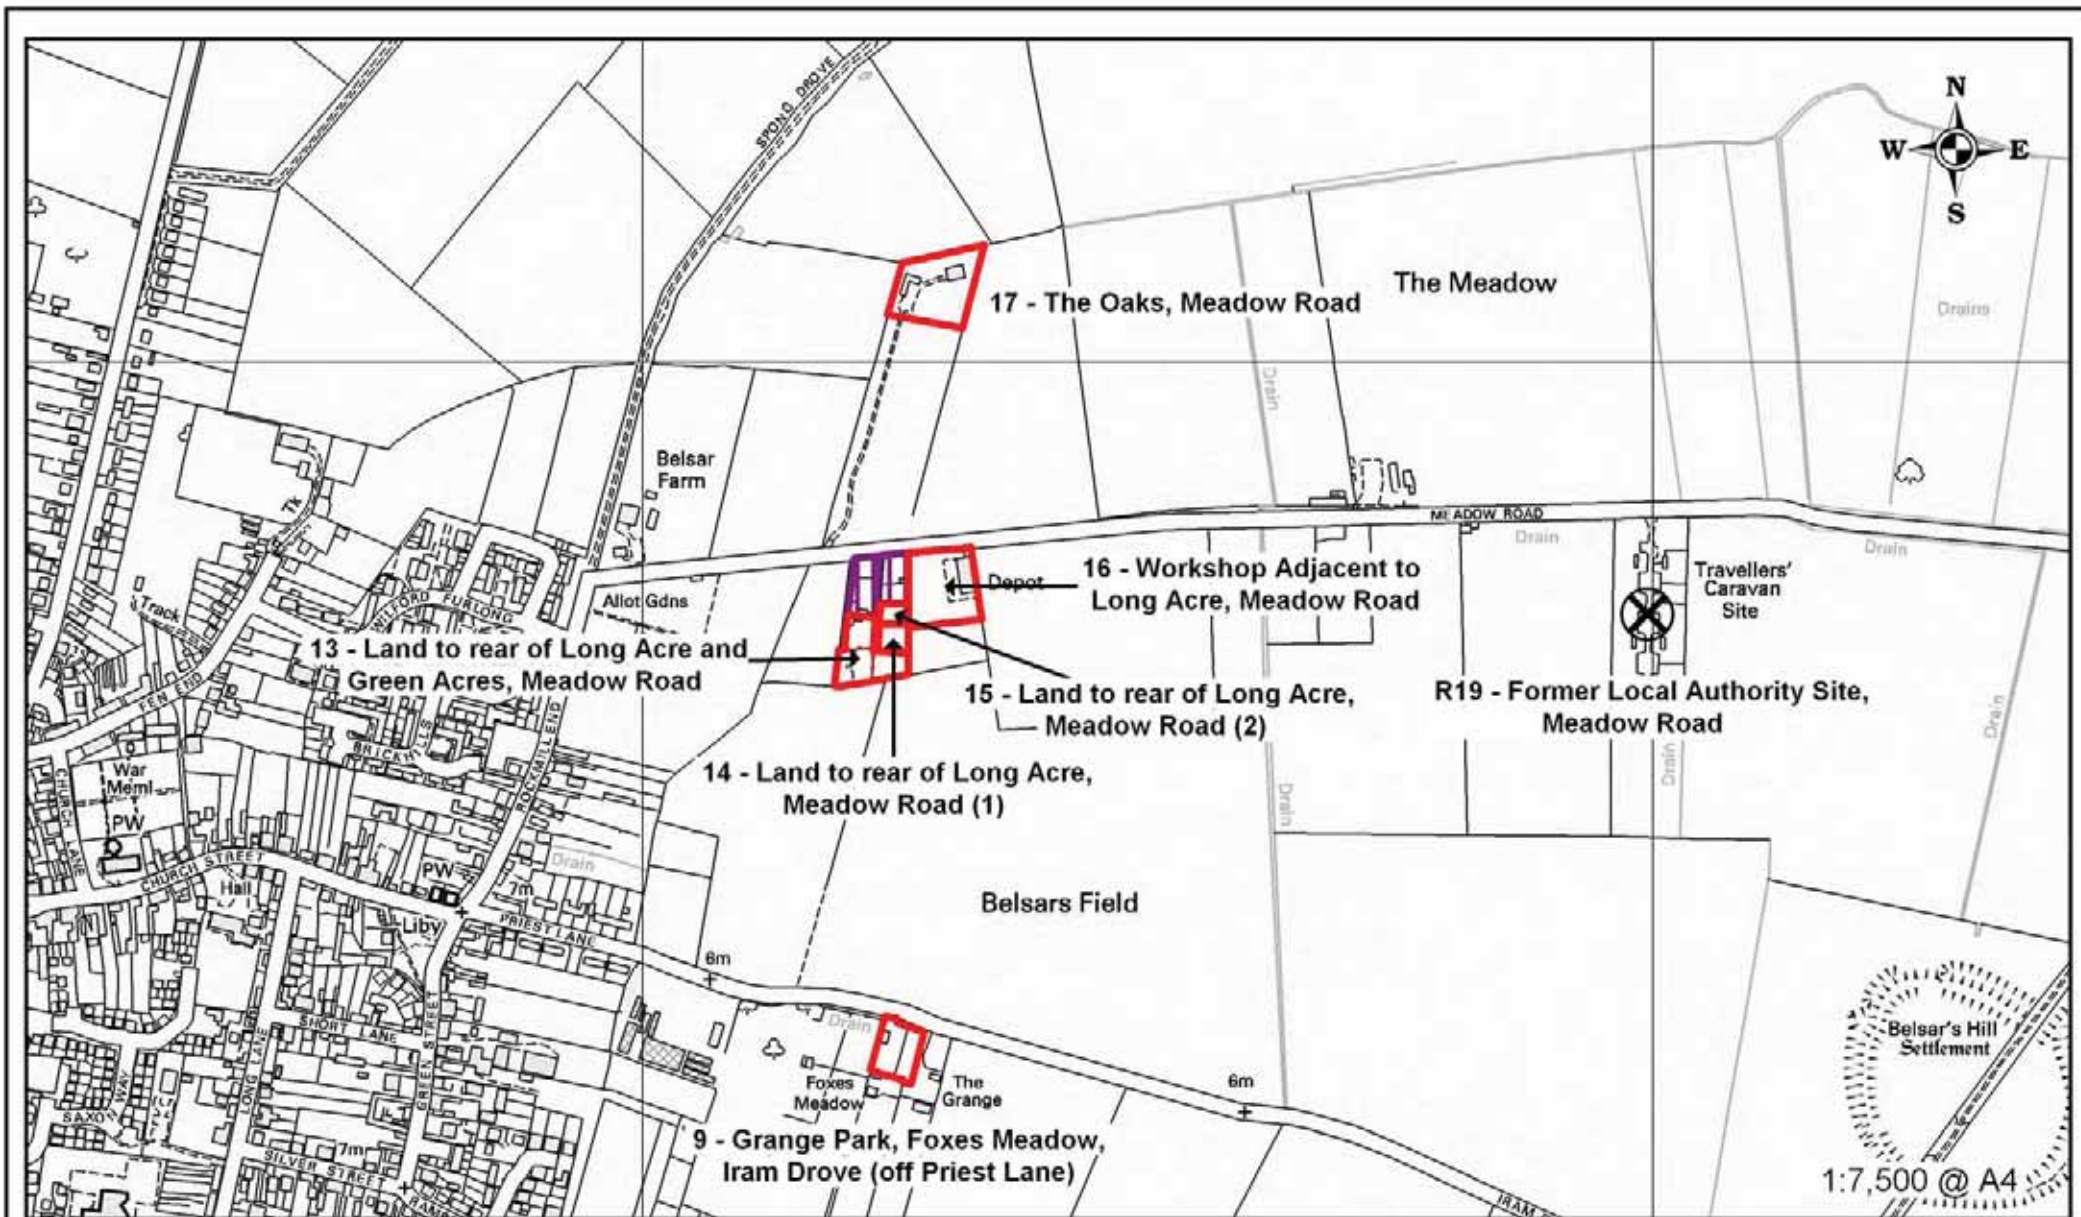 SPONG DROVE
N
W E
S
17 - The Oaks, Meadow Road
The Meadow
Drains
Drain
Belsar
Farm
Tk
MEADOW ROAD
Drain
Drain
Travellers'
Caravan
Site
Track
WILFORD FURLONG
Allot Gdns
Depot
16 - Workshop Adjacent to
Long Acre, Meadow Road
13 - Land to rear of Long Acre and
Green Acres, Meadow Road
15 - Land to rear of Long Acre,
Meadow Road (2)
R19 - Former Local Authority Site,
Meadow Road
FEN END
BRICKHILLS
ROCKMILL END
14 - Land to rear of Long Acre,
Meadow Road (1)
Drain
Drain
Drain
War
Meml
PW
CHURCH LANE
CHURCH STREET
Hall
PW
7m
Drain
Liby
PRIEST LANE
6m
Belsars Field
Drain
SHORT LANE
LONG LANE
GREEN STREET
Foxes
Meadow
The
Grange
6m
Belsar's Hill
Settlement
SAXON WAY
7m
SILVER STREET
9 - Grange Park, Foxes Meadow,
Iram Drove (off Priest Lane)
IRAM
1:7,500 @ A4